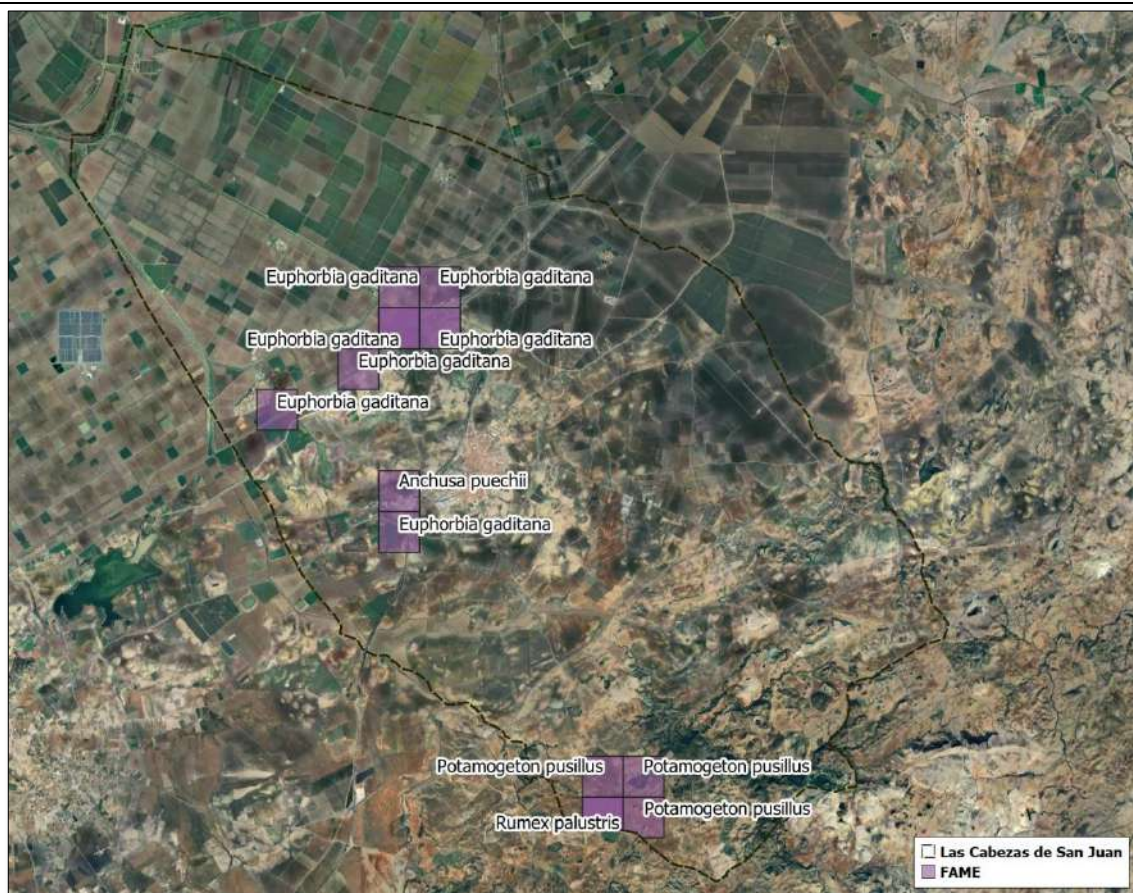 Euphorbia gaditana Euphorbia gaditana
Euphorbia gaditana Euphorbia gaditana
Euphorbia gaditana
Euphorbia gaditana
Anchusa puechii
Euphorbia gaditana
Potamogeton pusillus Potamogeton pusillus
Rumex palustris Potamogeton pusillus
Las Cabezas de San Juan
FAME